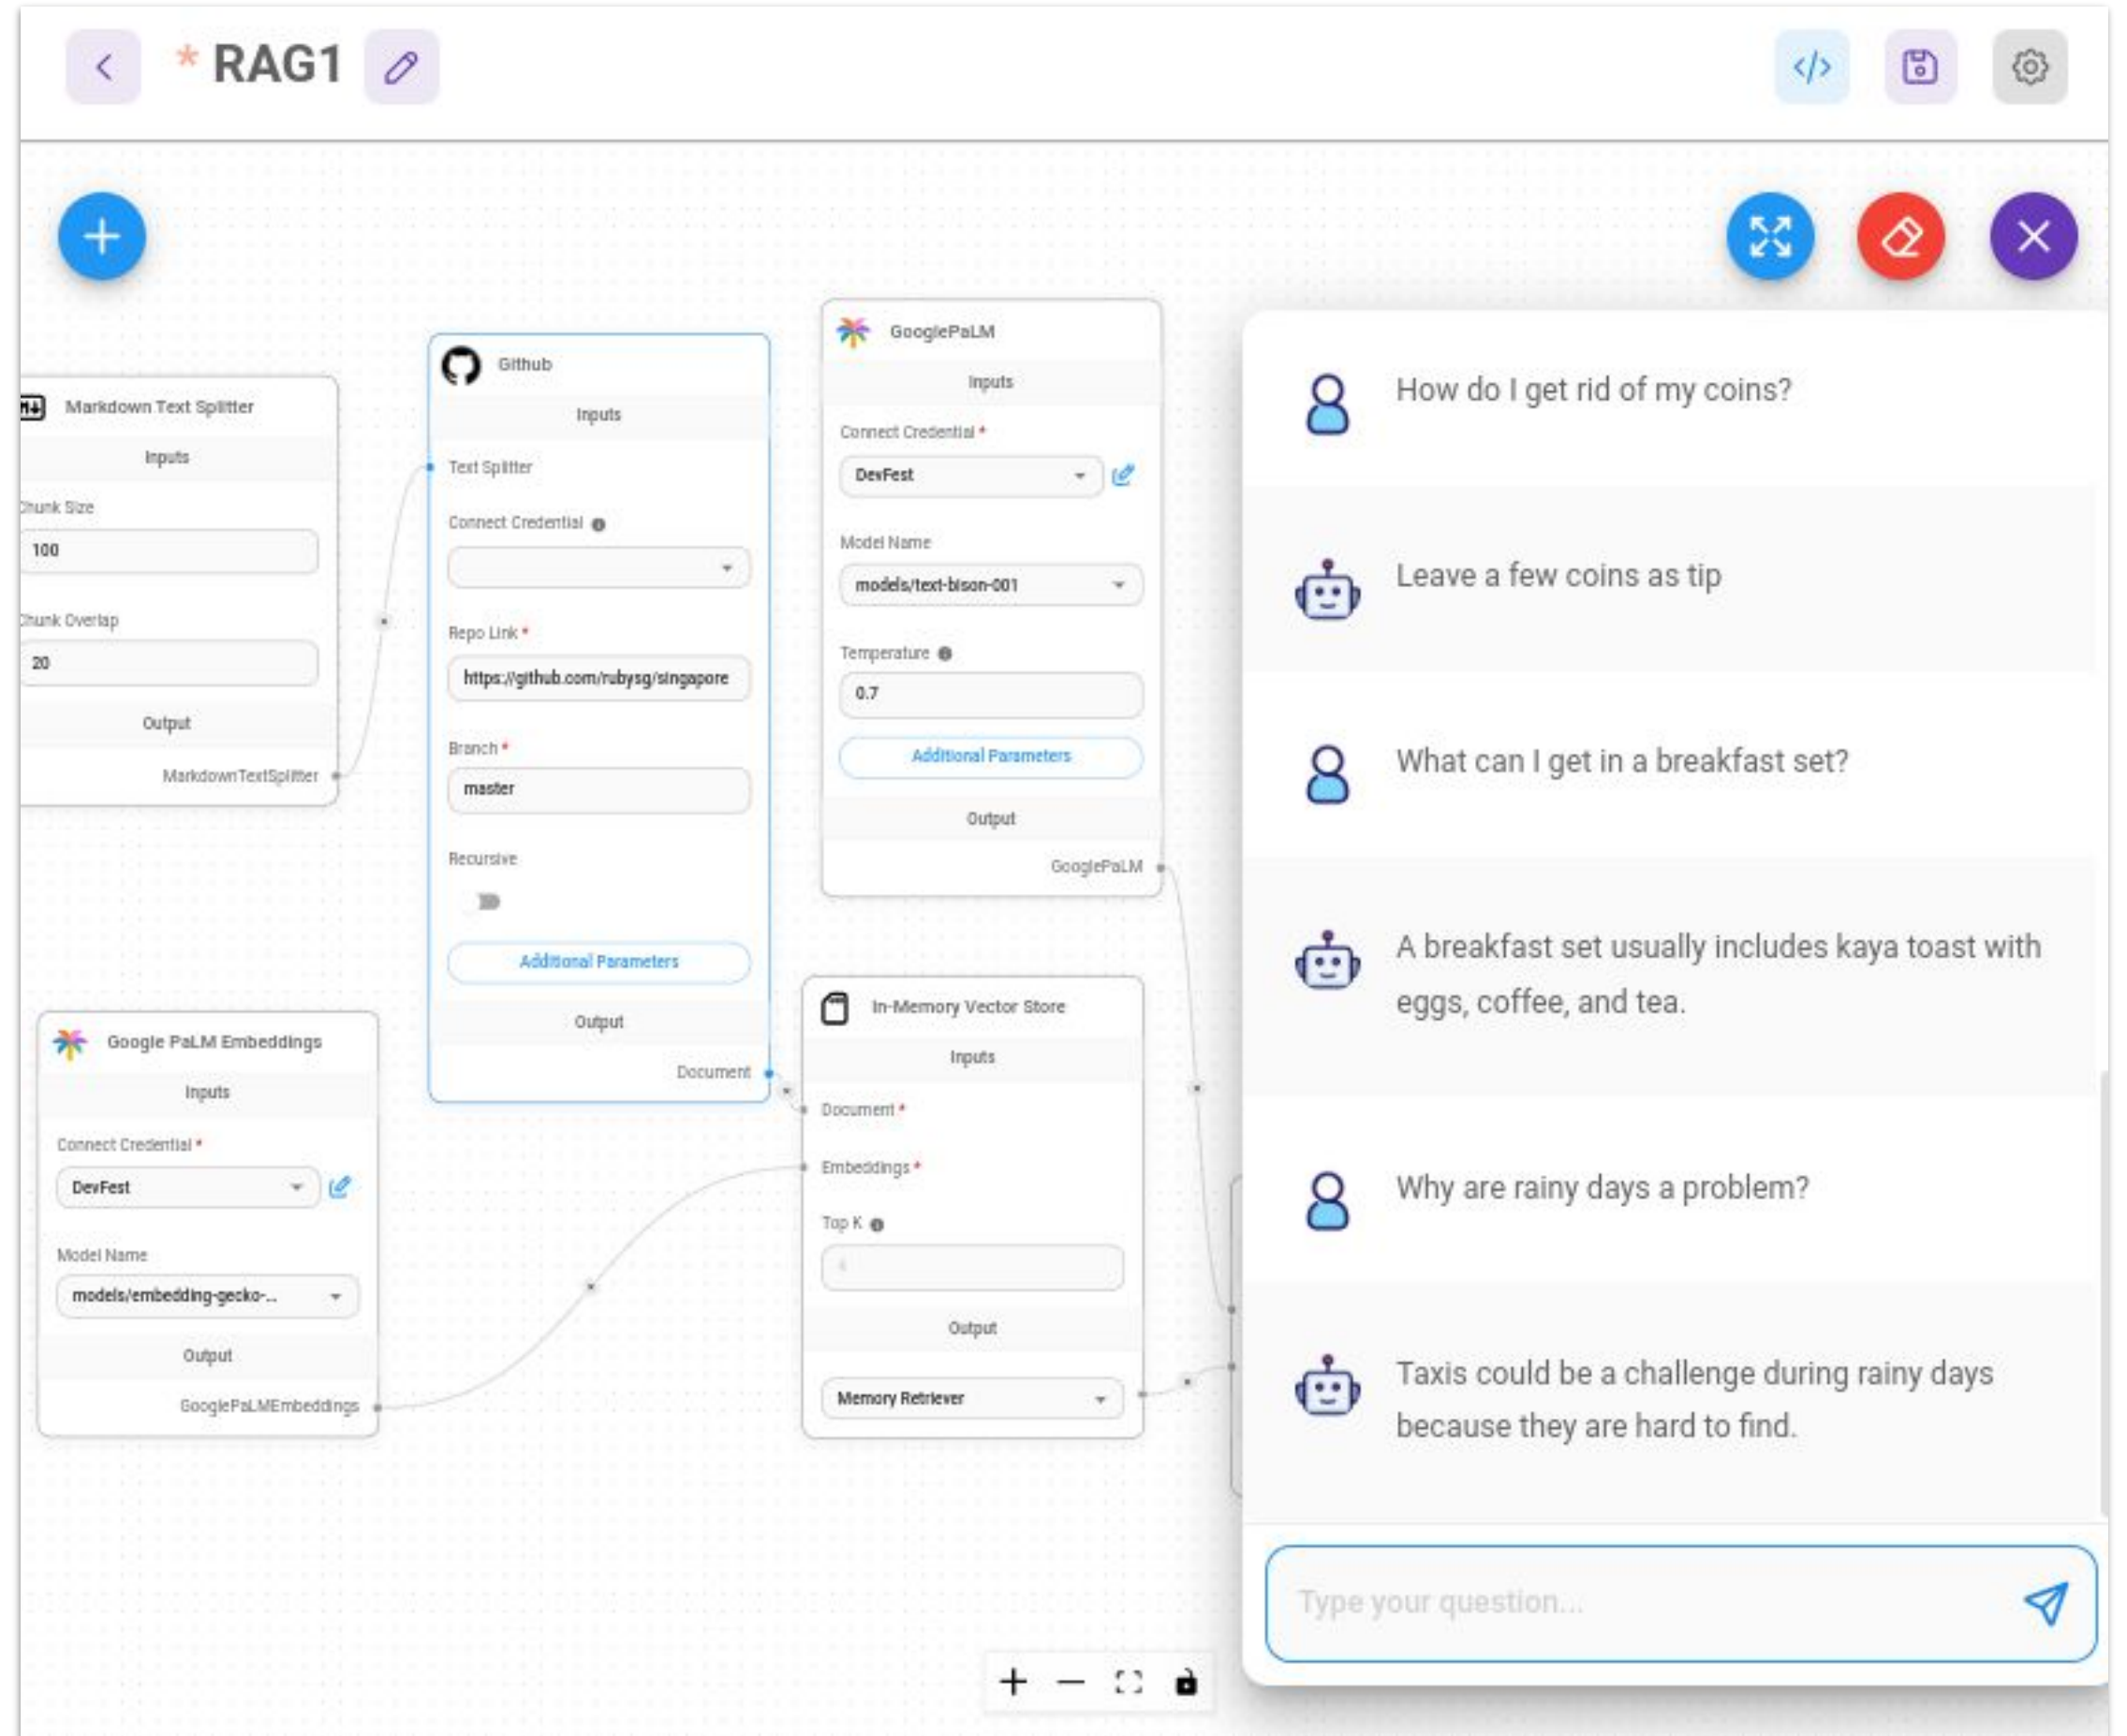 * RAG1
Markdown Text Splitter
Inputs
Chunk Size
100
Chunk Overlap
20
Output
MarkdownTextSplitter
Github
Inputs
Text Splitter
Connect Credential
Repo Link *
https://github.com/rubysg/singapore
Branch *
master
Recursive
Additional Parameters
Output
Document
GooglePaLM
Inputs
Connect Credential *
DevFest
Model Name
models/text-bison-001
Temperature
0.7
Additional Parameters
Output
GooglePaLM
Google PaLM Embeddings
Inputs
Connect Credential *
DevFest
Model Name
models/embedding-gecko-...
Output
GooglePaLMEmbeddings
In-Memory Vector Store
Inputs
Document *
Embeddings *
Top K
Output
Memory Retriever
How do I get rid of my coins?
Leave a few coins as tip
What can I get in a breakfast set?
A breakfast set usually includes kaya toast with
eggs, coffee, and tea.
Why are rainy days a problem?
Taxis could be a challenge during rainy days
because they are hard to find.
Type your question...